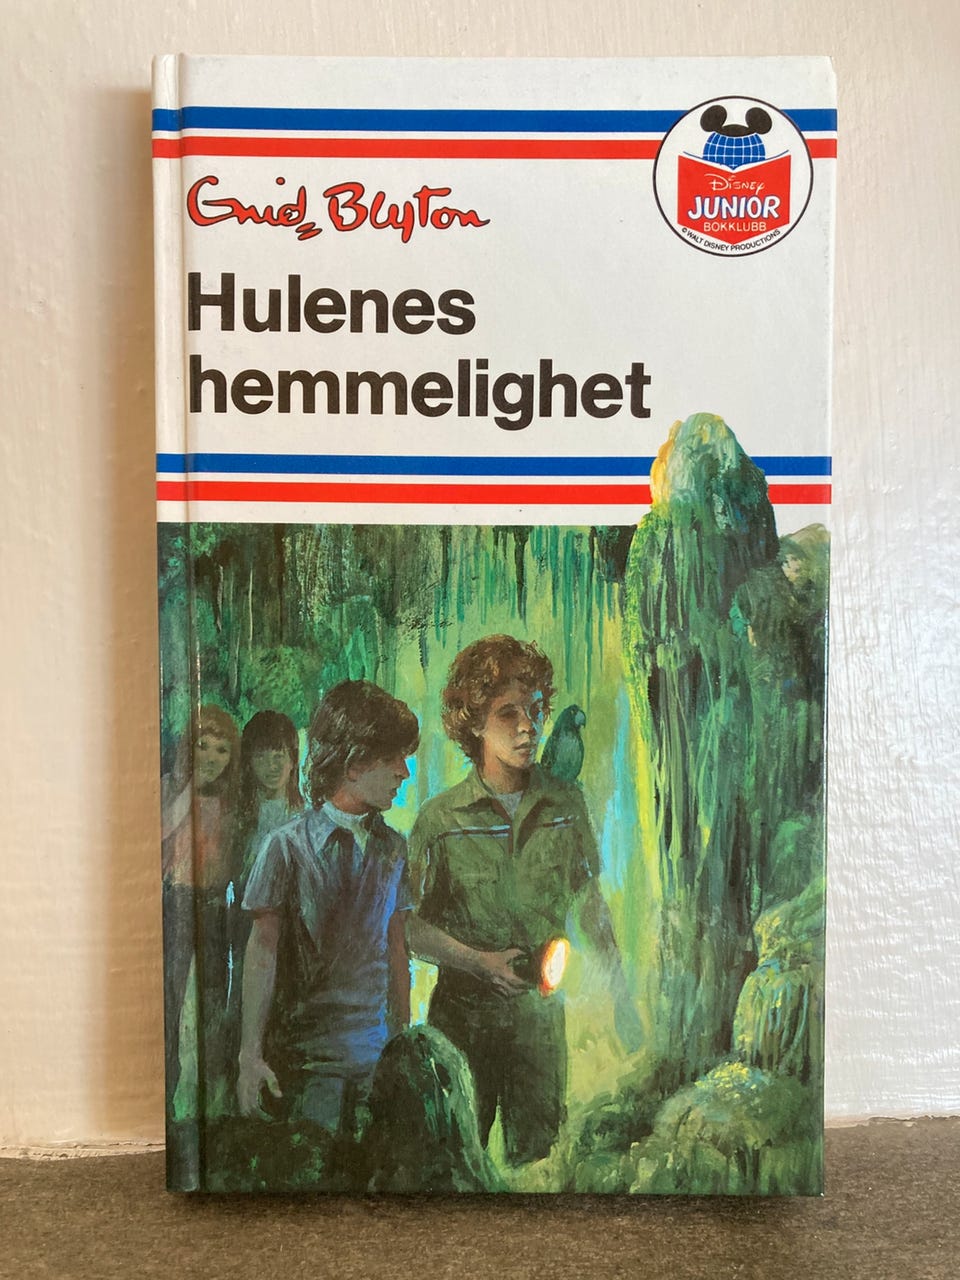 Enid Blyton
Hulenes
hemmelighet
Disney
JUNIOR
BOKKLUBB
© WALT DISNEY PRODUCTIONS